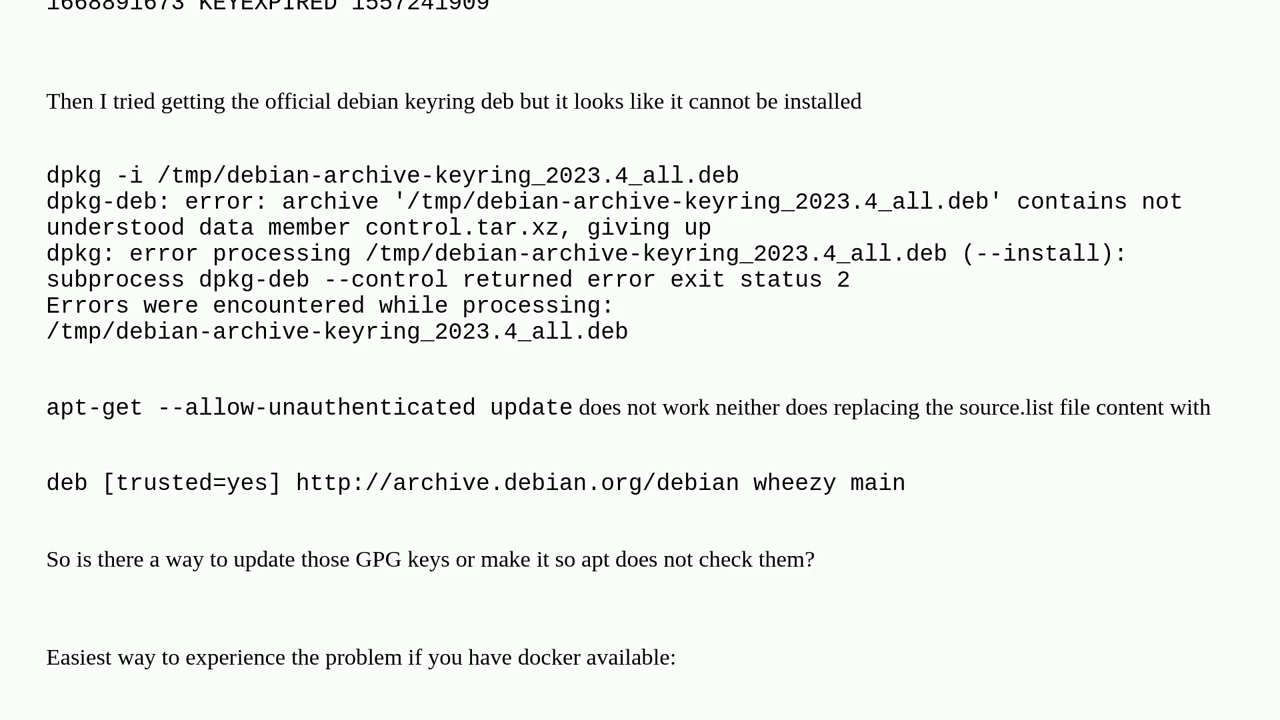 1668891673 KEYEXPIRED 1557241909
Then I tried getting the official debian keyring deb but it looks like it cannot be installed
dpkg -i /tmp/debian-archive-keyring_2023.4_all.deb
dpkg-deb: error: archive '/tmp/debian-archive-keyring_2023.4_all.deb' contains not
understood data member control.tar.xz, giving up
dpkg: error processing /tmp/debian-archive-keyring_2023.4_all.deb (--install):
subprocess dpkg-deb --control returned error exit status 2
Errors were encountered while processing:
/tmp/debian-archive-keyring_2023.4_all.deb
apt-get --allow-unauthenticated update does not work neither does replacing the source.list file content with
deb [trusted=yes] http://archive.debian.org/debian wheezy main
So is there a way to update those GPG keys or make it so apt does not check them?
Easiest way to experience the problem if you have docker available: